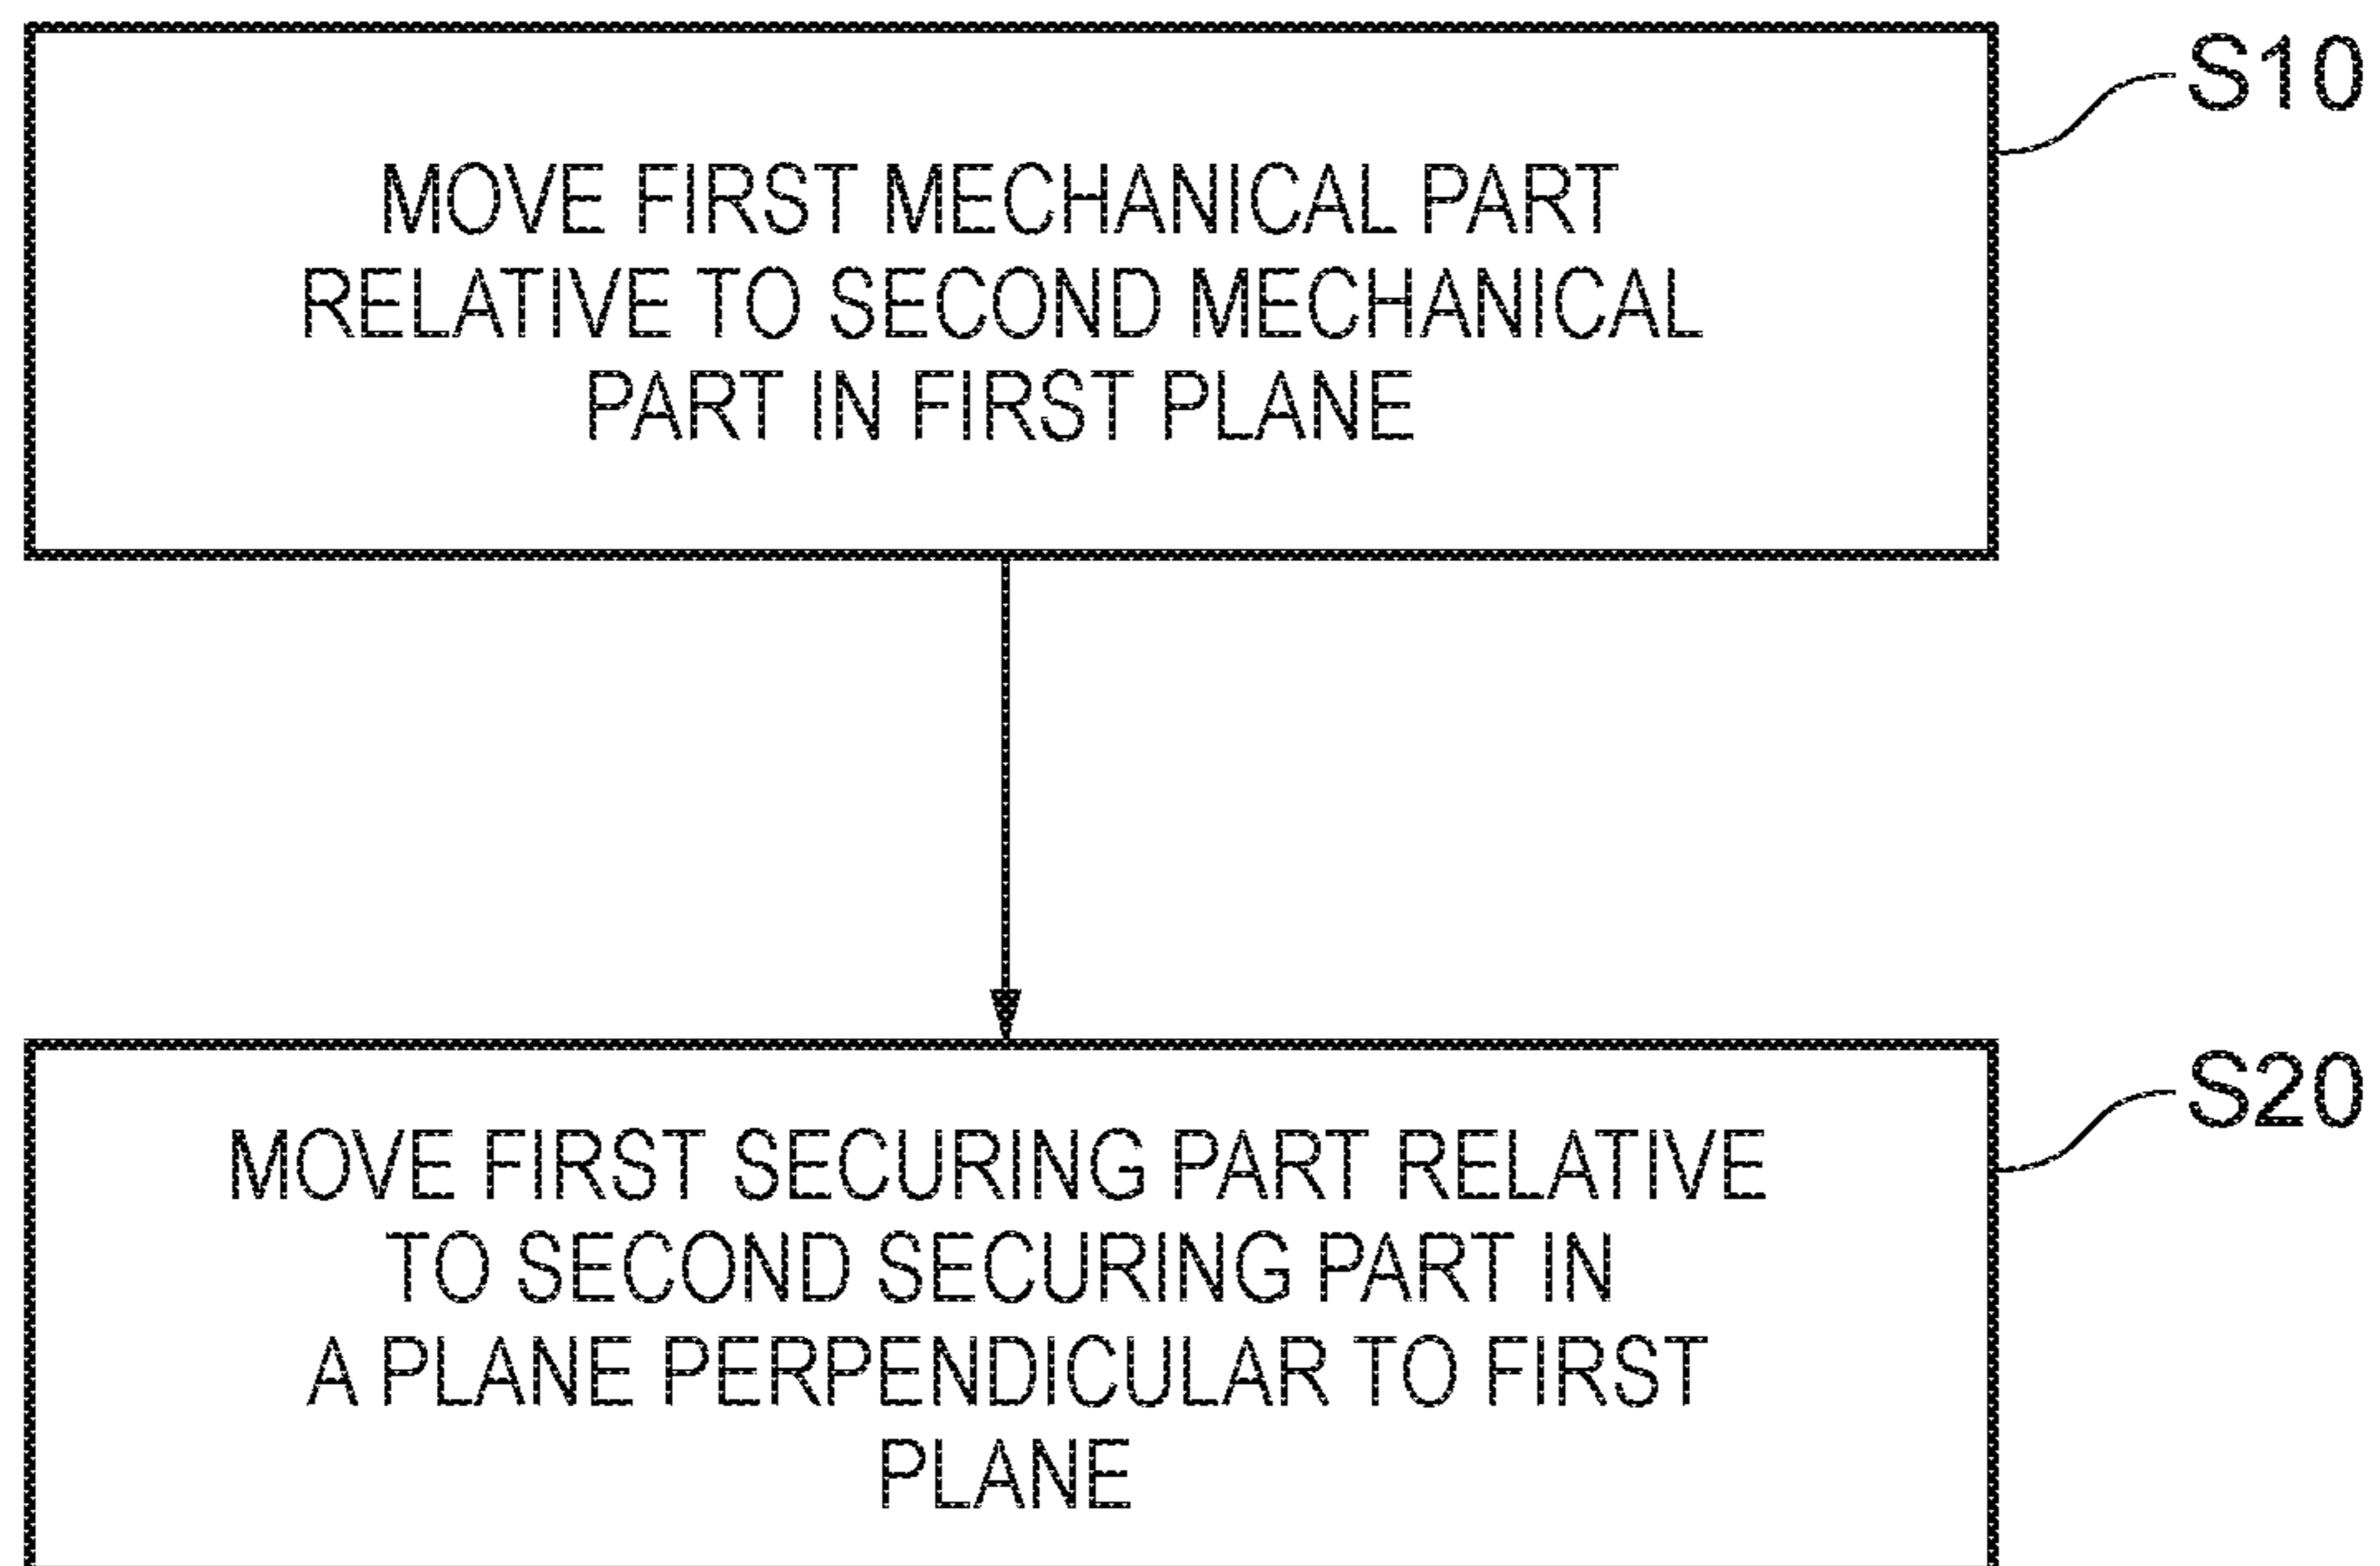 S10
MOVE FIRST MECHANICAL PART
RELATIVE TO SECOND MECHANICAL
PART IN FIRST PLANE
S20
MOVE FIRST SECURING PART RELATIVE
TO SECOND SECURING PART IN
A PLANE PERPENDICULAR TO FIRST
PLANE